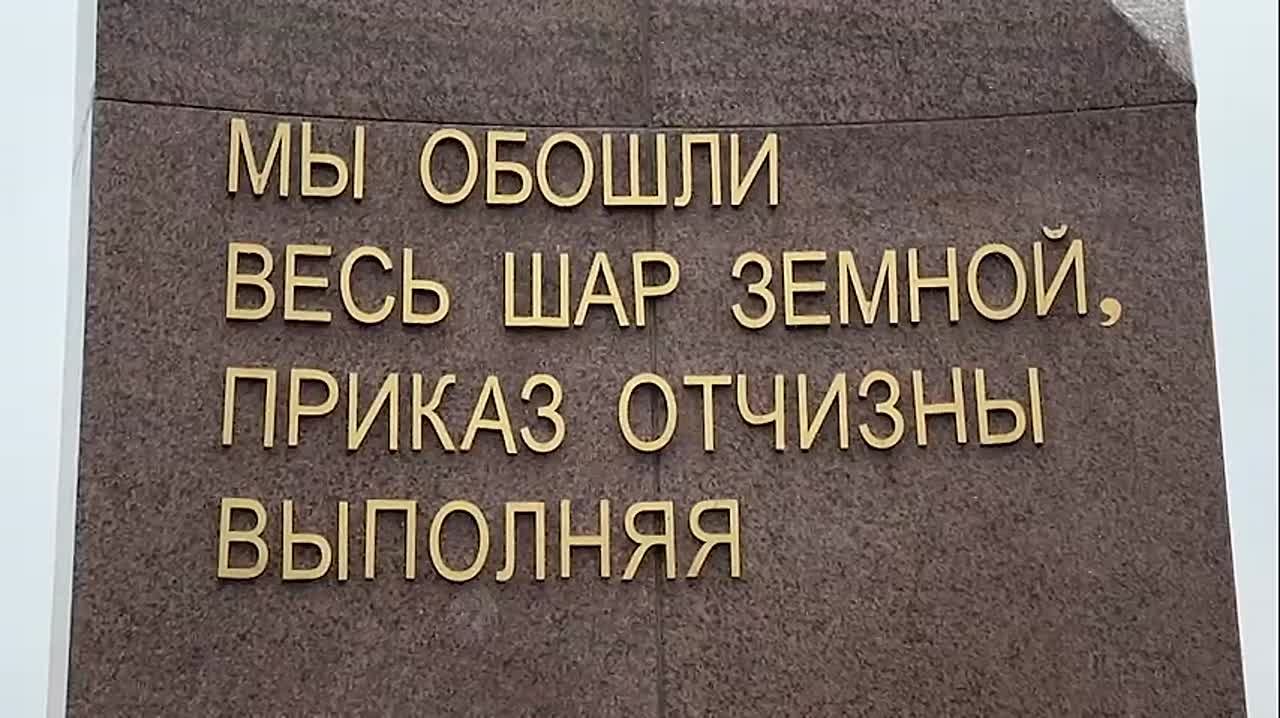 МЫ ОБОШЛИ
ВЕСЬ ШАР ЗЕМНОЙ,
ПРИКАЗ ОТЧИЗНЫ
ВЫПОЛНЯЯ